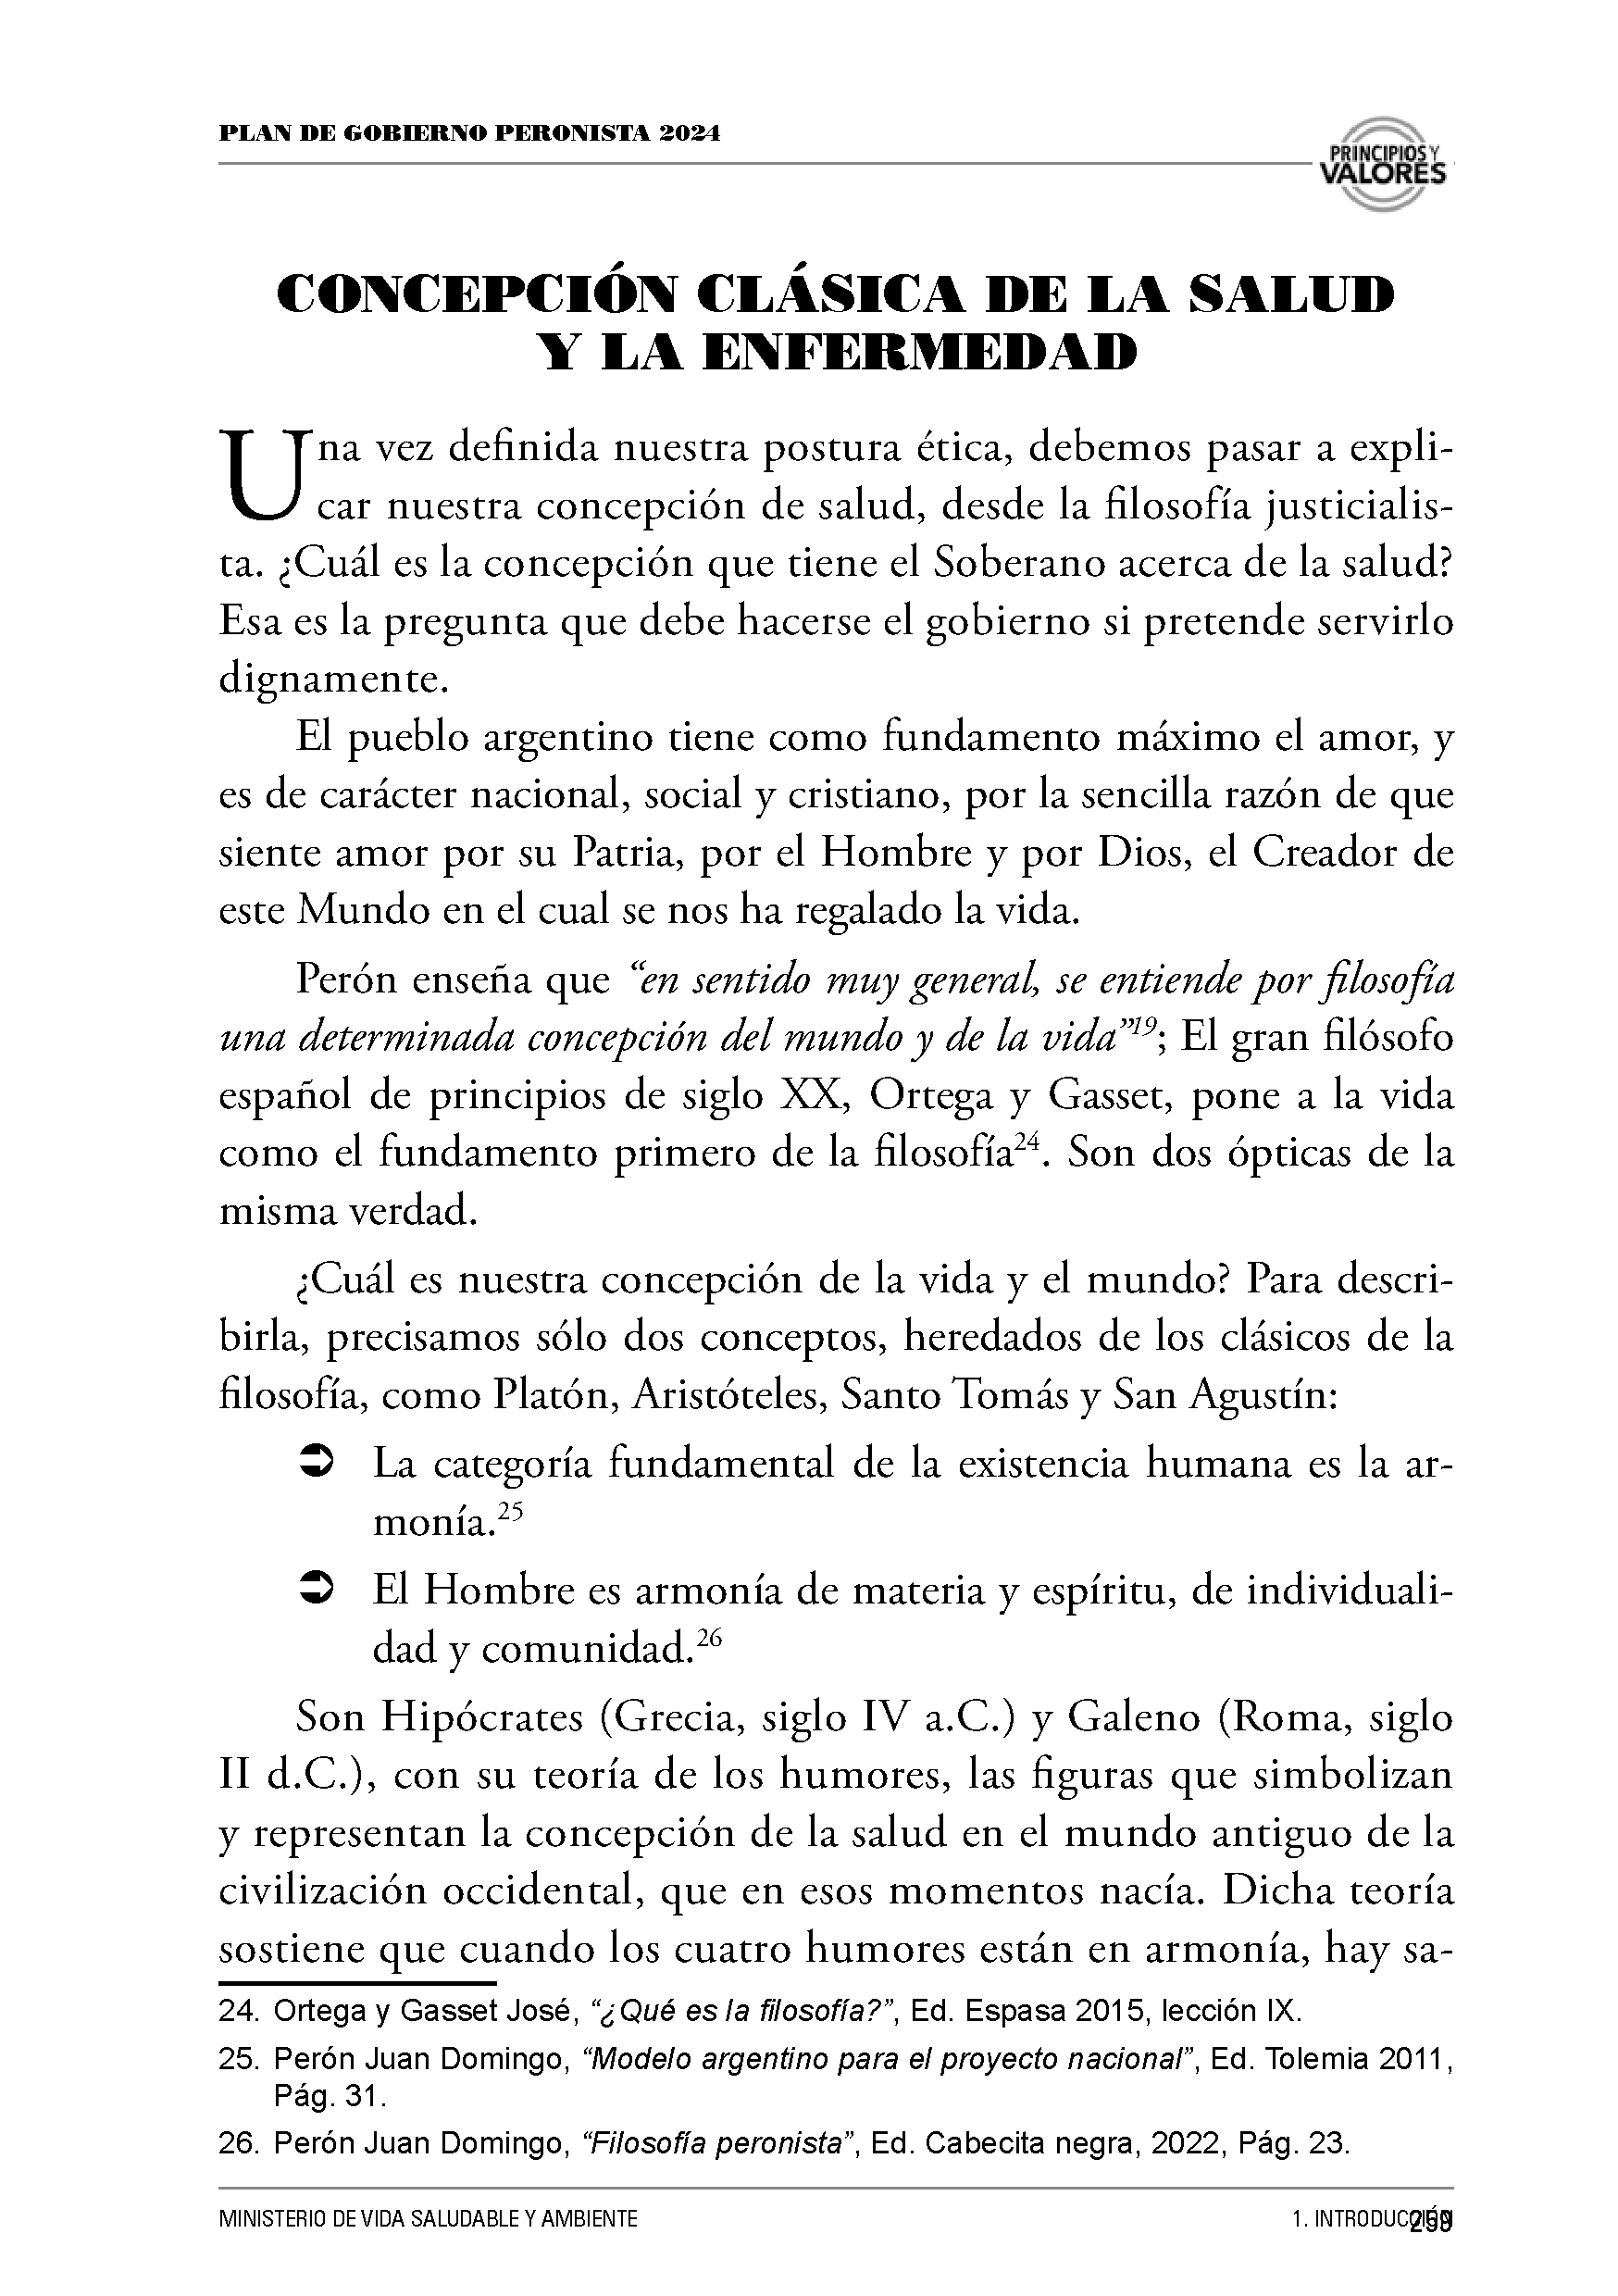 PLAN DE GOBIERNO PERONISTA 2024
PRINCIPIOS Y
VALORES
CONCEPCIÓN CLÁSICA DE LA SALUD
Y LA ENFERMEDAD
Una vez definida nuestra postura ética, debemos pasar a expli-
car nuestra concepción de salud, desde la filosofía justicialis-
ta. ¿Cuál es la concepción que tiene el Soberano acerca de la salud?
Esa es la pregunta que debe hacerse el gobierno si pretende servirlo
dignamente.
El pueblo argentino tiene como fundamento máximo el amor, y
es de carácter nacional, social y cristiano, por la sencilla razón de que
siente amor por su Patria, por el Hombre y por Dios, el Creador de
este Mundo en el cual se nos ha regalado la vida.
Perón enseña que “en sentido muy general, se entiende por filosofía
una determinada concepción del mundo y de la vida”19; El gran filósofo
español de principios de siglo XX, Ortega y Gasset, pone a la vida
como el fundamento primero de la filosofía24. Son dos ópticas de la
misma verdad.
¿Cuál es nuestra concepción de la vida y el mundo? Para descri-
birla, precisamos sólo dos conceptos, heredados de los clásicos de la
filosofía, como Platón, Aristóteles, Santo Tomás y San Agustín:
➲ La categoría fundamental de la existencia humana es la ar-
monía.25
➲ El Hombre es armonía de materia y espíritu, de individuali-
dad y comunidad.26
Son Hipócrates (Grecia, siglo IV a.C.) y Galeno (Roma, siglo
II d.C.), con su teoría de los humores, las figuras que simbolizan
y representan la concepción de la salud en el mundo antiguo de la
civilización occidental, que en esos momentos nacía. Dicha teoría
sostiene que cuando los cuatro humores están en armonía, hay sa-
24. Ortega y Gasset José, “¿Qué es la filosofía?”, Ed. Espasa 2015, lección IX.
25. Perón Juan Domingo, “Modelo argentino para el proyecto nacional”, Ed. Tolemia 2011,
Pág. 31.
26. Perón Juan Domingo, “Filosofía peronista”, Ed. Cabecita negra, 2022, Pág. 23.
MINISTERIO DE VIDA SALUDABLE Y AMBIENTE
1. INTRODUCCIÓN